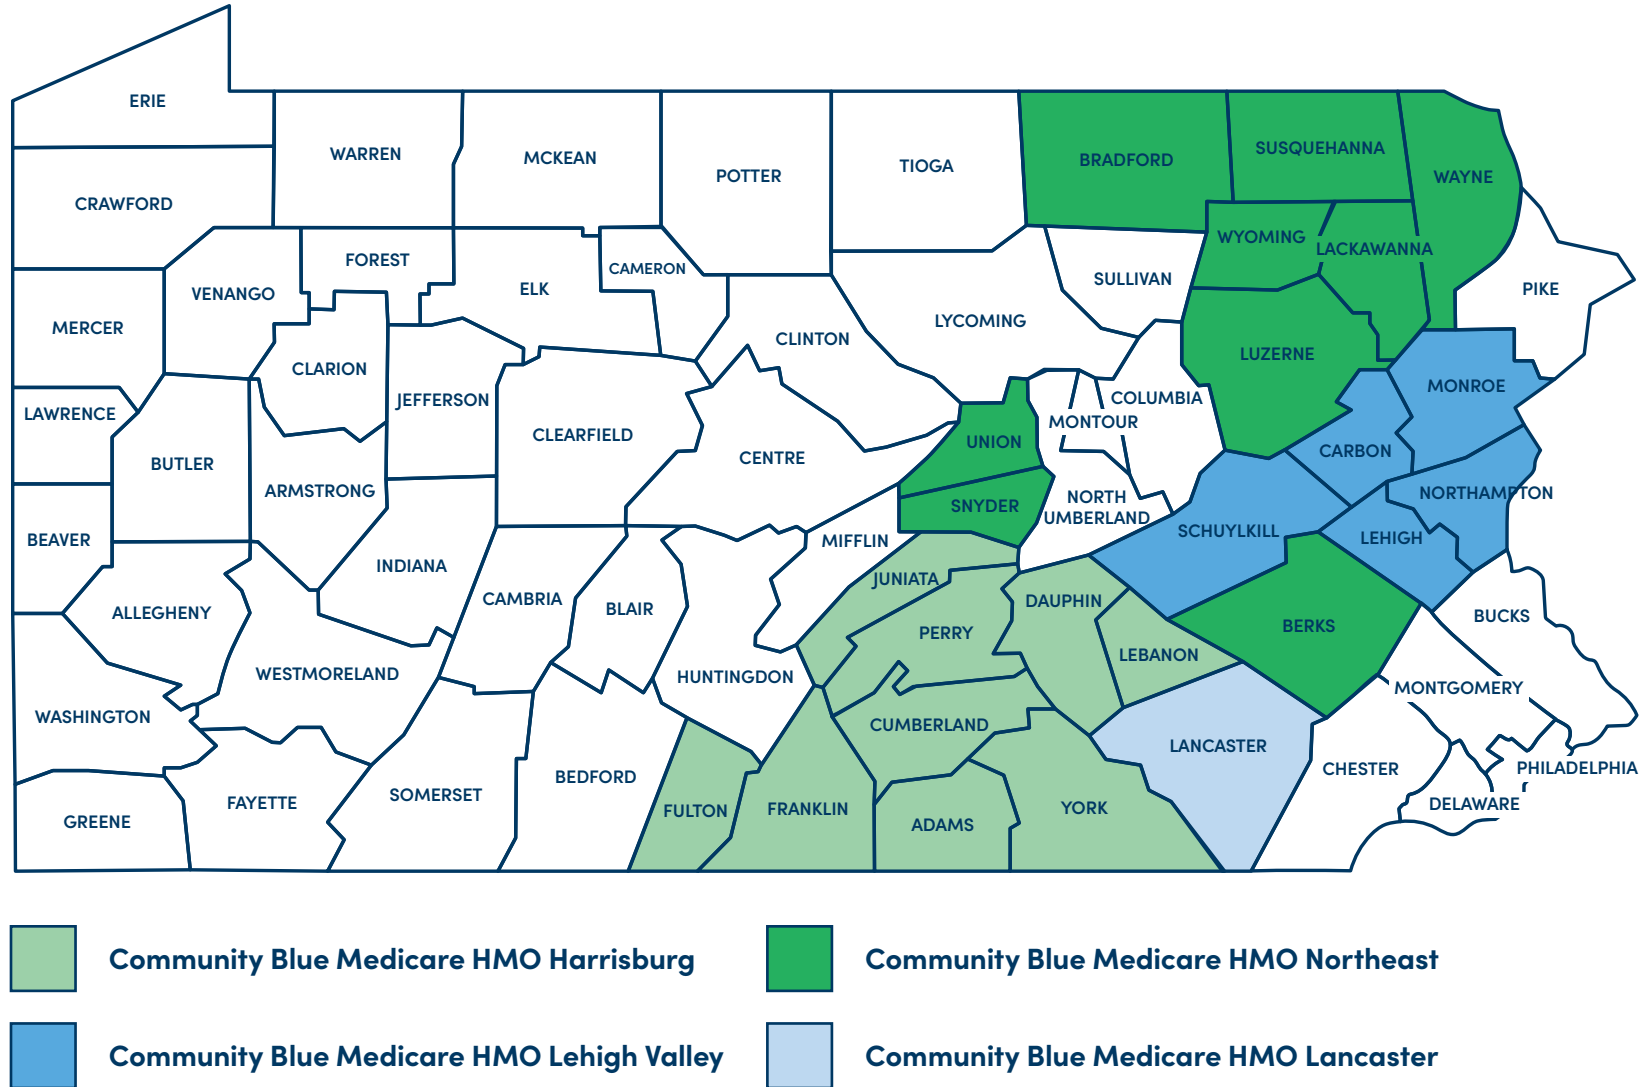 ERIE
WARREN
MCKEAN
POTTER
TIOGA
BRADFORD
SUSQUEHANNA
WAYNE
CRAWFORD
FOREST
CAMERON
WYOMING
LACKAWANNA
VENANGO
ELK
SULLIVAN
PIKE
MERCER
LYCOMING
CLINTON
LUZERNE
CLARION
MONROE
LAWRENCE
JEFFERSON
COLUMBIA
MONTOUR
CLEARFIELD
UNION
CARBON
BUTLER
CENTRE
ARMSTRONG
NORTH
UMBERLAND
SNYDER
NORTHAMPTON
BEAVER
MIFFLIN
SCHUYLKILL
LEHIGH
INDIANA
JUNIATA
ALLEGHENY
CAMBRIA
BLAIR
DAUPHIN
BUCKS
PERRY
BERKS
LEBANON
WESTMORELAND
HUNTINGDON
MONTGOMERY
WASHINGTON
CUMBERLAND
LANCASTER
CHESTER
PHILADELPHIA
BEDFORD
SOMERSET
FAYETTE
GREENE
FULTON
FRANKLIN
ADAMS
YORK
DELAWARE
Community Blue Medicare HMO Harrisburg
Community Blue Medicare HMO Northeast
Community Blue Medicare HMO Lehigh Valley
Community Blue Medicare HMO Lancaster